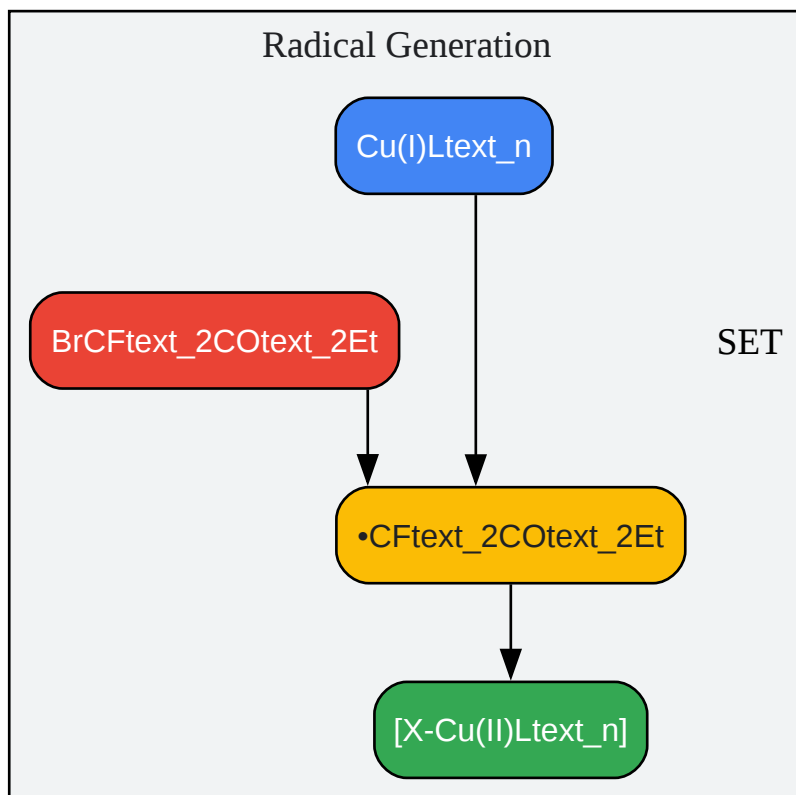 Radical Generation
Cu(I)Ltext_n
BrCFtext_2COtext_2Et
SET
•CFtext_2COtext_2Et
[X-Cu(II)Ltext_n]